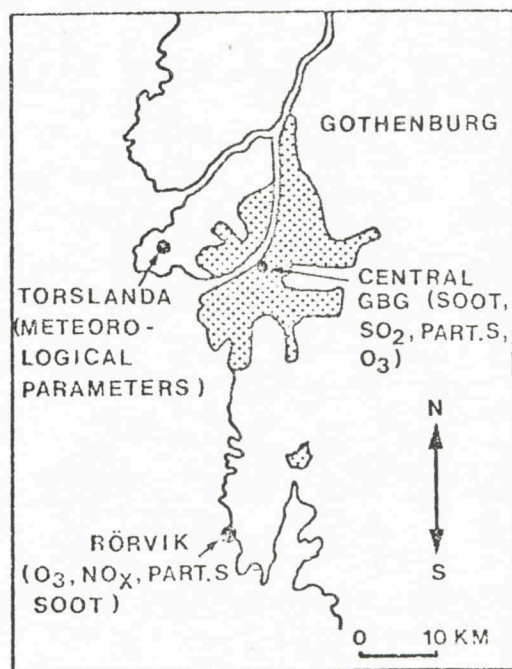 GOTHENBURG
TORSLANDA
(METEORO-
LOGICAL
PARAMETERS)
CENTRAL
GBG (SOOT,
SO2, PART.S,
O3)
N
S
RÖRVIK
(O3, NOX, PART.S
SOOT)
0 10 KM